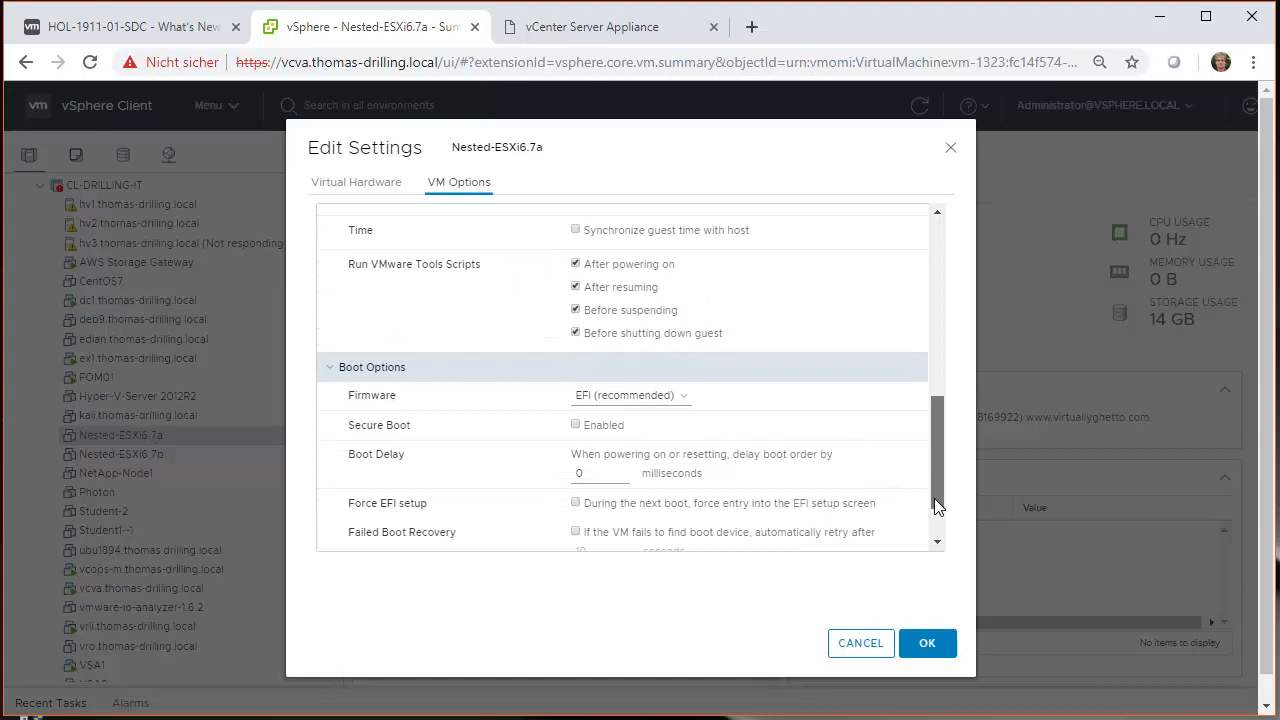 HOL-1911-01-SDC - What's New
vSphere - Nested-ESXi6.7a - Sum
vCenter Server Appliance
Nicht sicher
https://vcva.thomas-drilling.local/ui/#?extensionId=vsphere.core.vm.summary&objectId=urn:vmomi:VirtualMachine:vm-1323:fc14f574-...
vm vSphere Client
Menu
Search in all environments
Administrator@VSPHERE.LOCAL
CL-DRILLING-IT
hv1.thomas-drilling.local
hv2.thomas-drilling.local
hv3.thomas-drilling.local (Not responding)
AWS Storage Gateway
CentOS7
dc1.thomas-drilling.local
deb9.thomas-drilling.local
edian.thomas-drilling.local
ex1.thomas-drilling.local
FOM01
Hyper-V-Server 2012R2
kali.thomas-drilling.local
Nested-ESXi6.7a
Nested-ESXi6.7b
NetApp-Node1
Photon
Student-2
Student1--1
ubu1894.thomas-drilling.local
vcops-m.thomas-drilling.local
vcva.thomas-drilling.local
vmware-io-analyzer-1.6.2
vrli.thomas-drilling.local
vro.thomas-drilling.local
VSA1
Edit Settings
Nested-ESXi6.7a
Virtual Hardware
VM Options
Time
Synchronize guest time with host
Run VMware Tools Scripts
After powering on
After resuming
Before suspending
Before shutting down guest
Boot Options
Firmware
EFI (recommended)
Secure Boot
Enabled
Boot Delay
When powering on or resetting, delay boot order by
0 milliseconds
Force EFI setup
During the next boot, force entry into the EFI setup screen
Failed Boot Recovery
If the VM fails to find boot device, automatically retry after
10 seconds
CANCEL
OK
CPU USAGE
0 Hz
MEMORY USAGE
0 B
STORAGE USAGE
14 GB
8169922) www.virtuallyghetto.com
Value
No items to display
Recent Tasks
Alarms